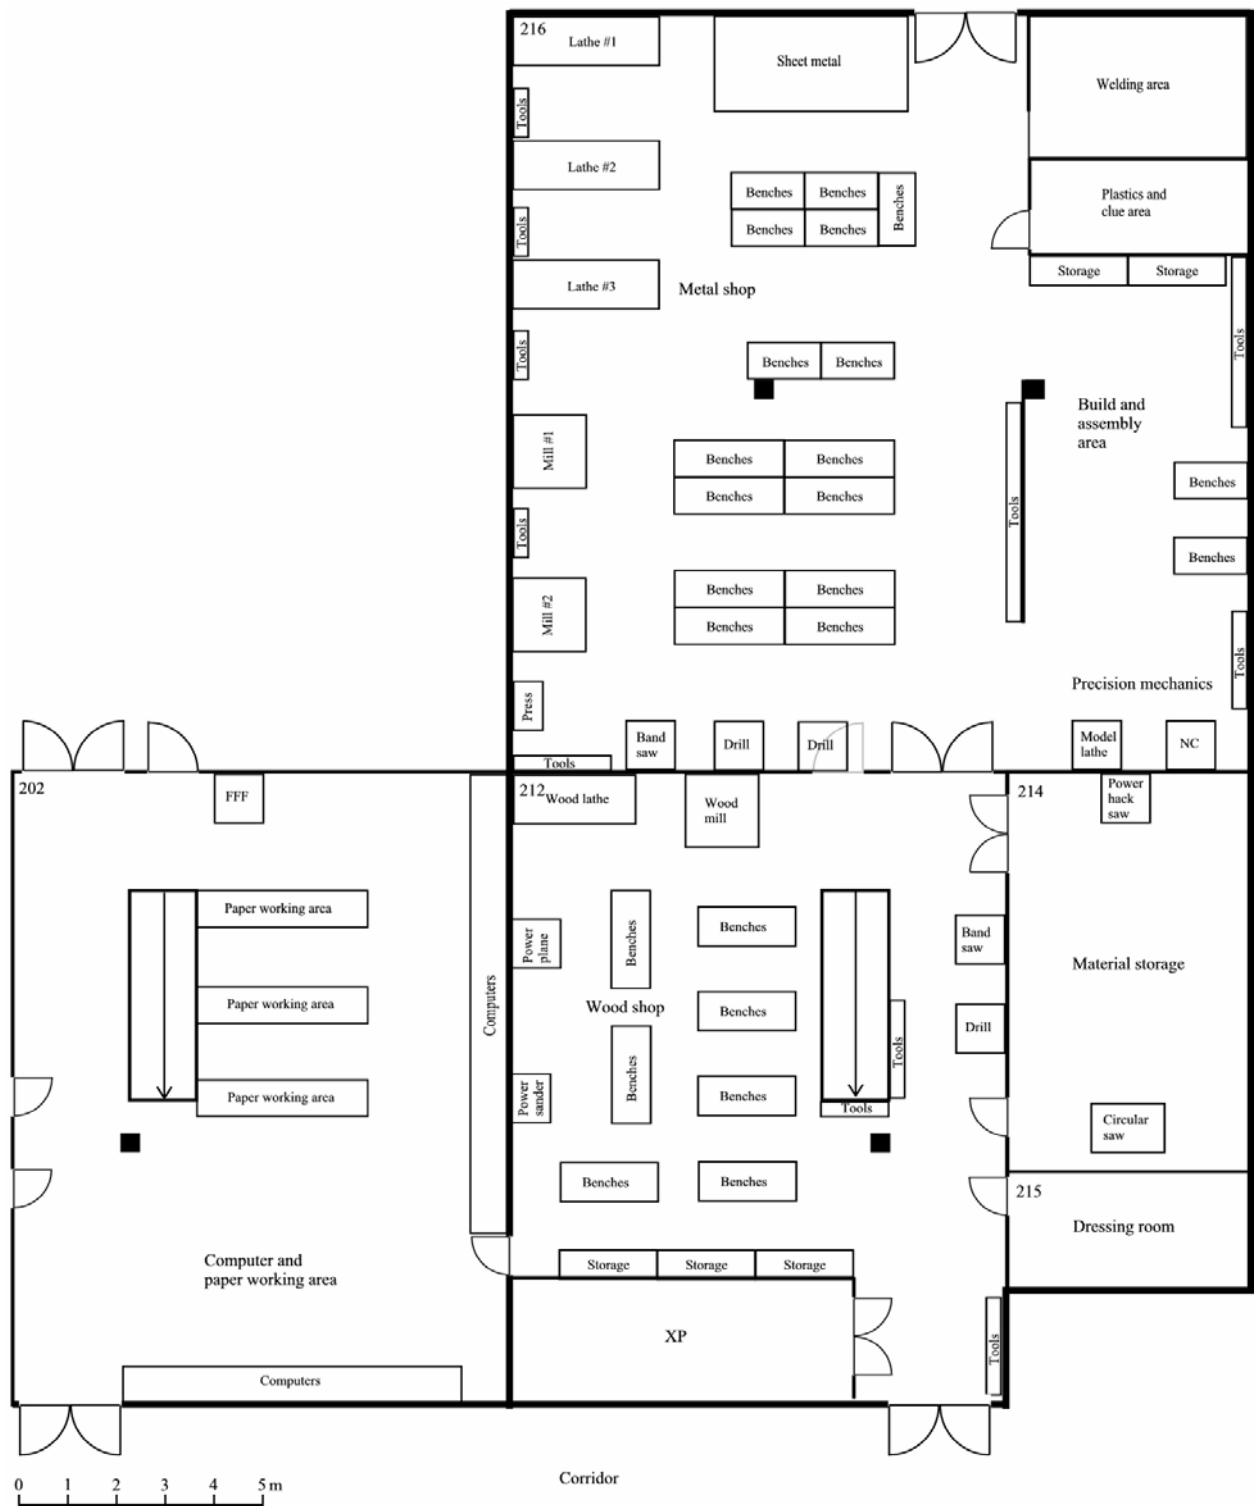 216
Lathe #1
Sheet metal
Welding area
Tools
Lathe #2
Benches
Benches
Benches
Benches
Benches
Plastics and
clue area
Tools
Storage
Storage
Lathe #3
Metal shop
Tools
Tools
Benches
Benches
Build and
assembly
area
Mill #1
Benches
Benches
Benches
Benches
Benches
Tools
Tools
Benches
Mill #2
Benches
Benches
Benches
Benches
Tools
Precision mechanics
Press
Band
saw
Drill
Drill
Model
lathe
NC
Tools
202
FFF
212
Wood lathe
Wood
mill
214
Power
hack
saw
Paper working area
Power
plane
Benches
Benches
Band
saw
Material storage
Computers
Paper working area
Wood shop
Benches
Tools
Drill
Paper working area
Power
sander
Benches
Benches
Tools
Circular
saw
Benches
Benches
215
Dressing room
Computer and
paper working area
Storage
Storage
Storage
XP
Tools
Computers
Corridor
0 1 2 3 4 5 m